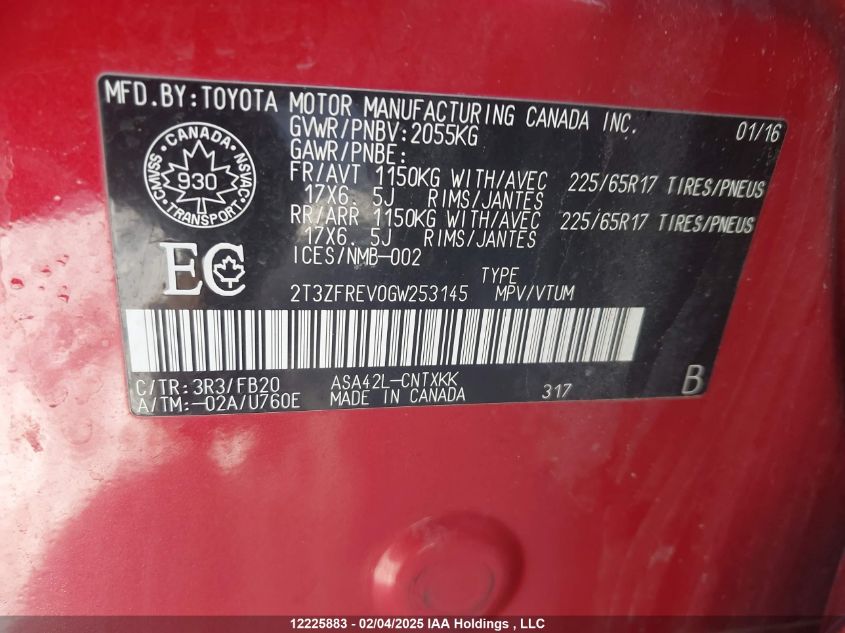 MFD.BY:TOYOTA MOTOR MANUFACTURING CANADA INC. 01/16
GVWR/PNBV:2055KG
GAWR/PNBE:
FR/AVT 1150KG WITH/AVEC 225/65R17 TIRES/PNEUS
17X6.5J RIMS/JANTES
RR/ARR 1150KG WITH/AVEC 225/65R17 TIRES/PNEUS
17X6.5J RIMS/JANTES
ICES/NMB-002
CANADA
CMVSS
930
NSVAC
TRANSPORT
EC
TYPE
2T3ZFREV0GW253145 MPV/VTUM
C/TR:3R3/FB20 ASA42L-CNTXKK 317 B
A/TM:-02A/U760E MADE IN CANADA
12225883 - 02/04/2025 IAA Holdings , LLC